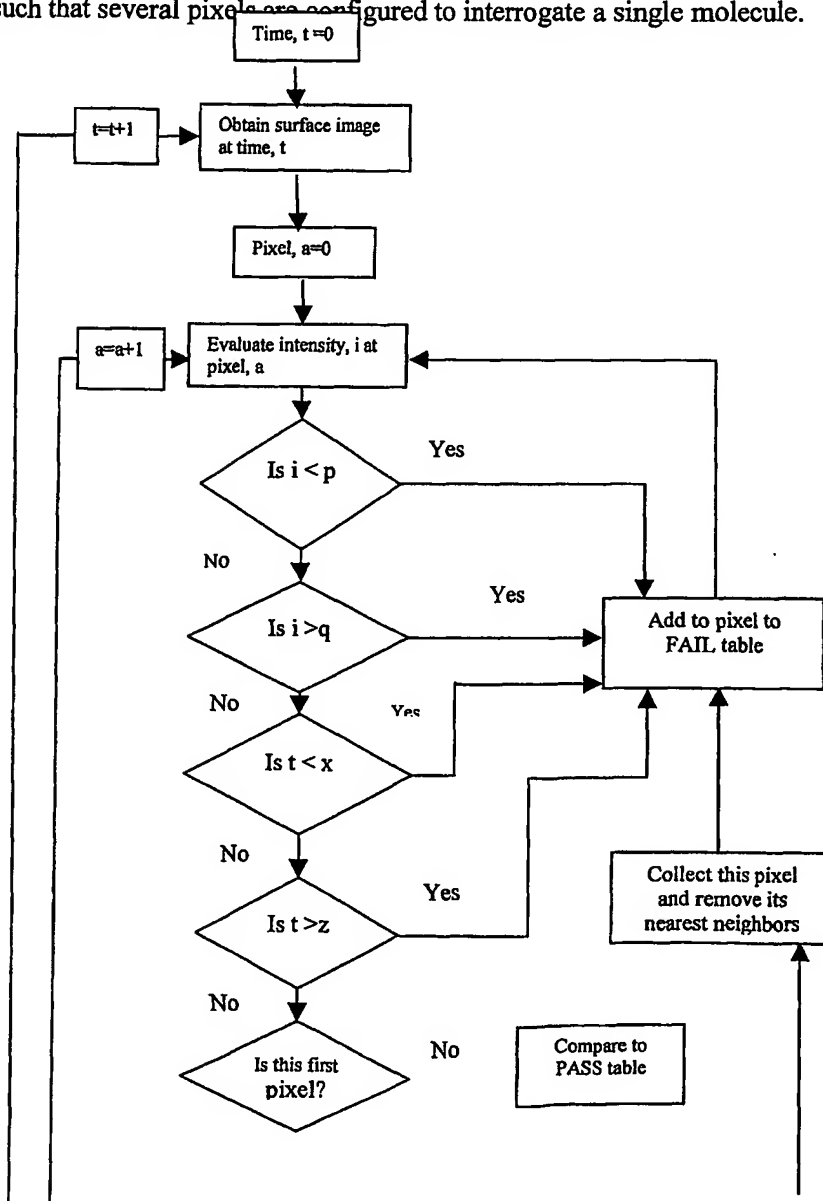 such that several pixels are configured to interrogate a single molecule.
Time, t=0
t=t+1
Obtain surface image
at time, t
Pixel, a=0
a=a+1
Evaluate intensity, i at
pixel, a
Is i < p
Yes
No
Is i >q
Yes
Add to pixel to
FAIL table
No
Yes
Is t < x
No
Collect this pixel
and remove its
nearest neighbors
Yes
Is t >z
No
Is this first
pixel?
No
Compare to
PASS table